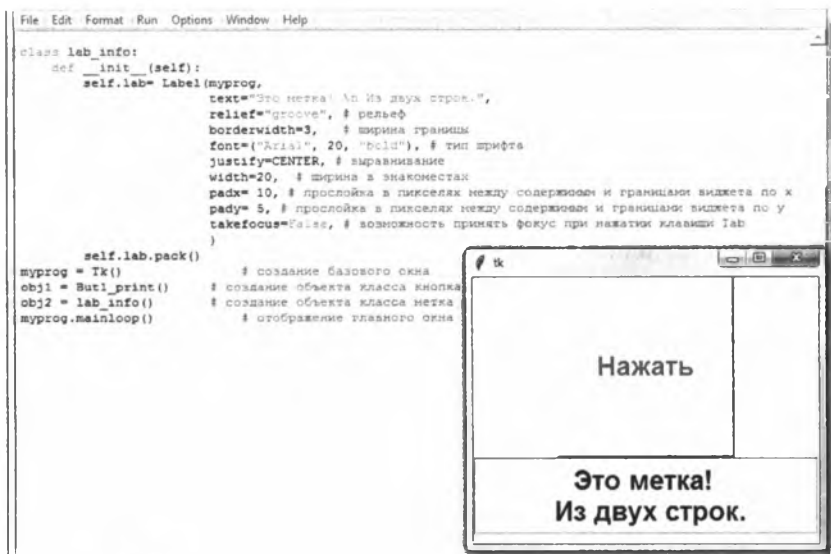 File Edit Format Run Options Window Help
class lab_info:
def __init__(self):
self.lab= Label(myprog,
text="Это метка! \n Из двух строк.",
relief="groove", # рельеф
borderwidth=3, # ширина границы
font=("Arial", 20, "bold"), # тип шрифта
justify=CENTER, # выравнивание
width=20, # ширина в знакоместах
padx= 10, # прослойка в пикселях между содержимым и границами виджета по x
pady= 5, # прослойка в пикселях между содержимым и границами виджета по y
takefocus=False, # возможность принять фокус при нажатии клавиши Tab
)
self.lab.pack()
myprog = Tk() # создание базового окна
obj1 = But1_print() # создание объекта класса кнопка
obj2 = lab_info() # создание объекта класса метка
myprog.mainloop() # отображение главного окна
tk
Нажать
Это метка!
Из двух строк.